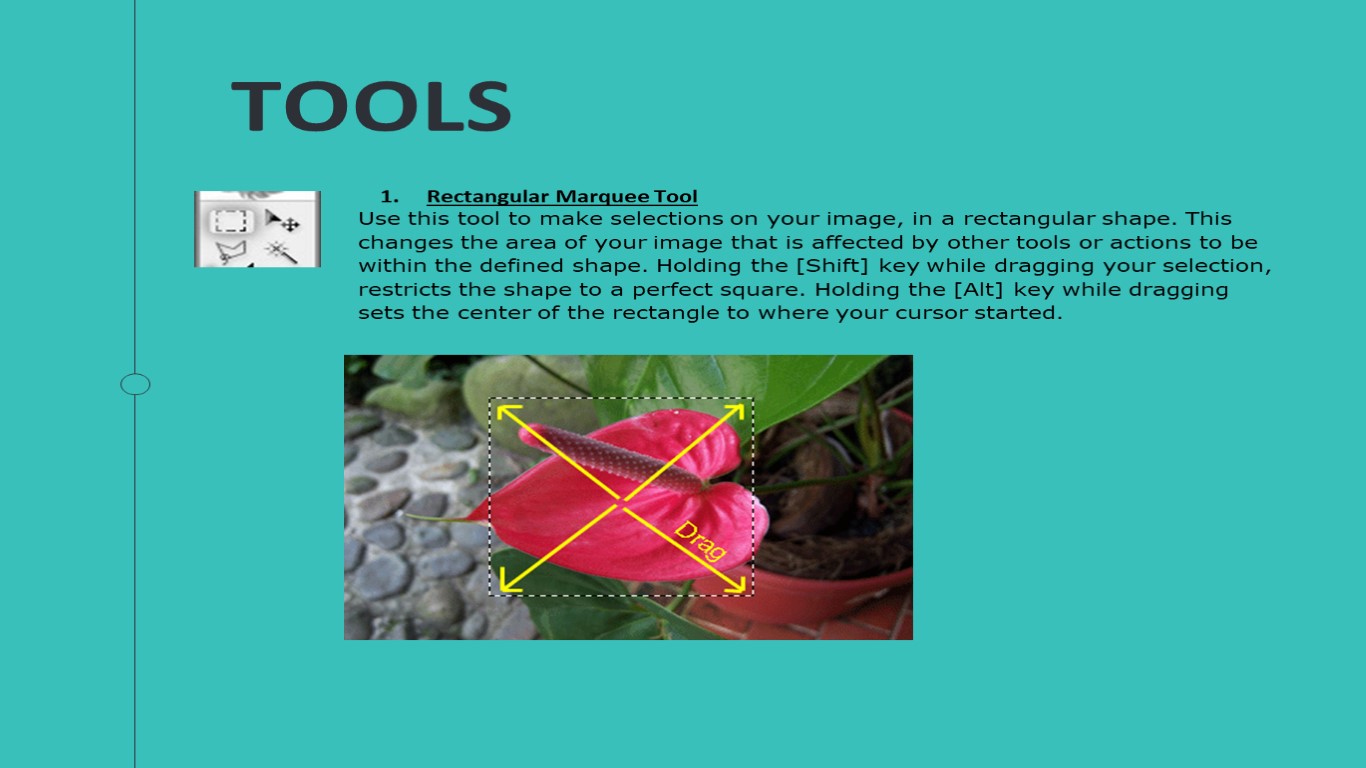 TOOLS
1. Rectangular Marquee Tool
Use this tool to make selections on your image, in a rectangular shape. This
changes the area of your image that is affected by other tools or actions to be
within the defined shape. Holding the [Shift] key while dragging your selection,
restricts the shape to a perfect square. Holding the [Alt] key while dragging
sets the center of the rectangle to where your cursor started.
Drag